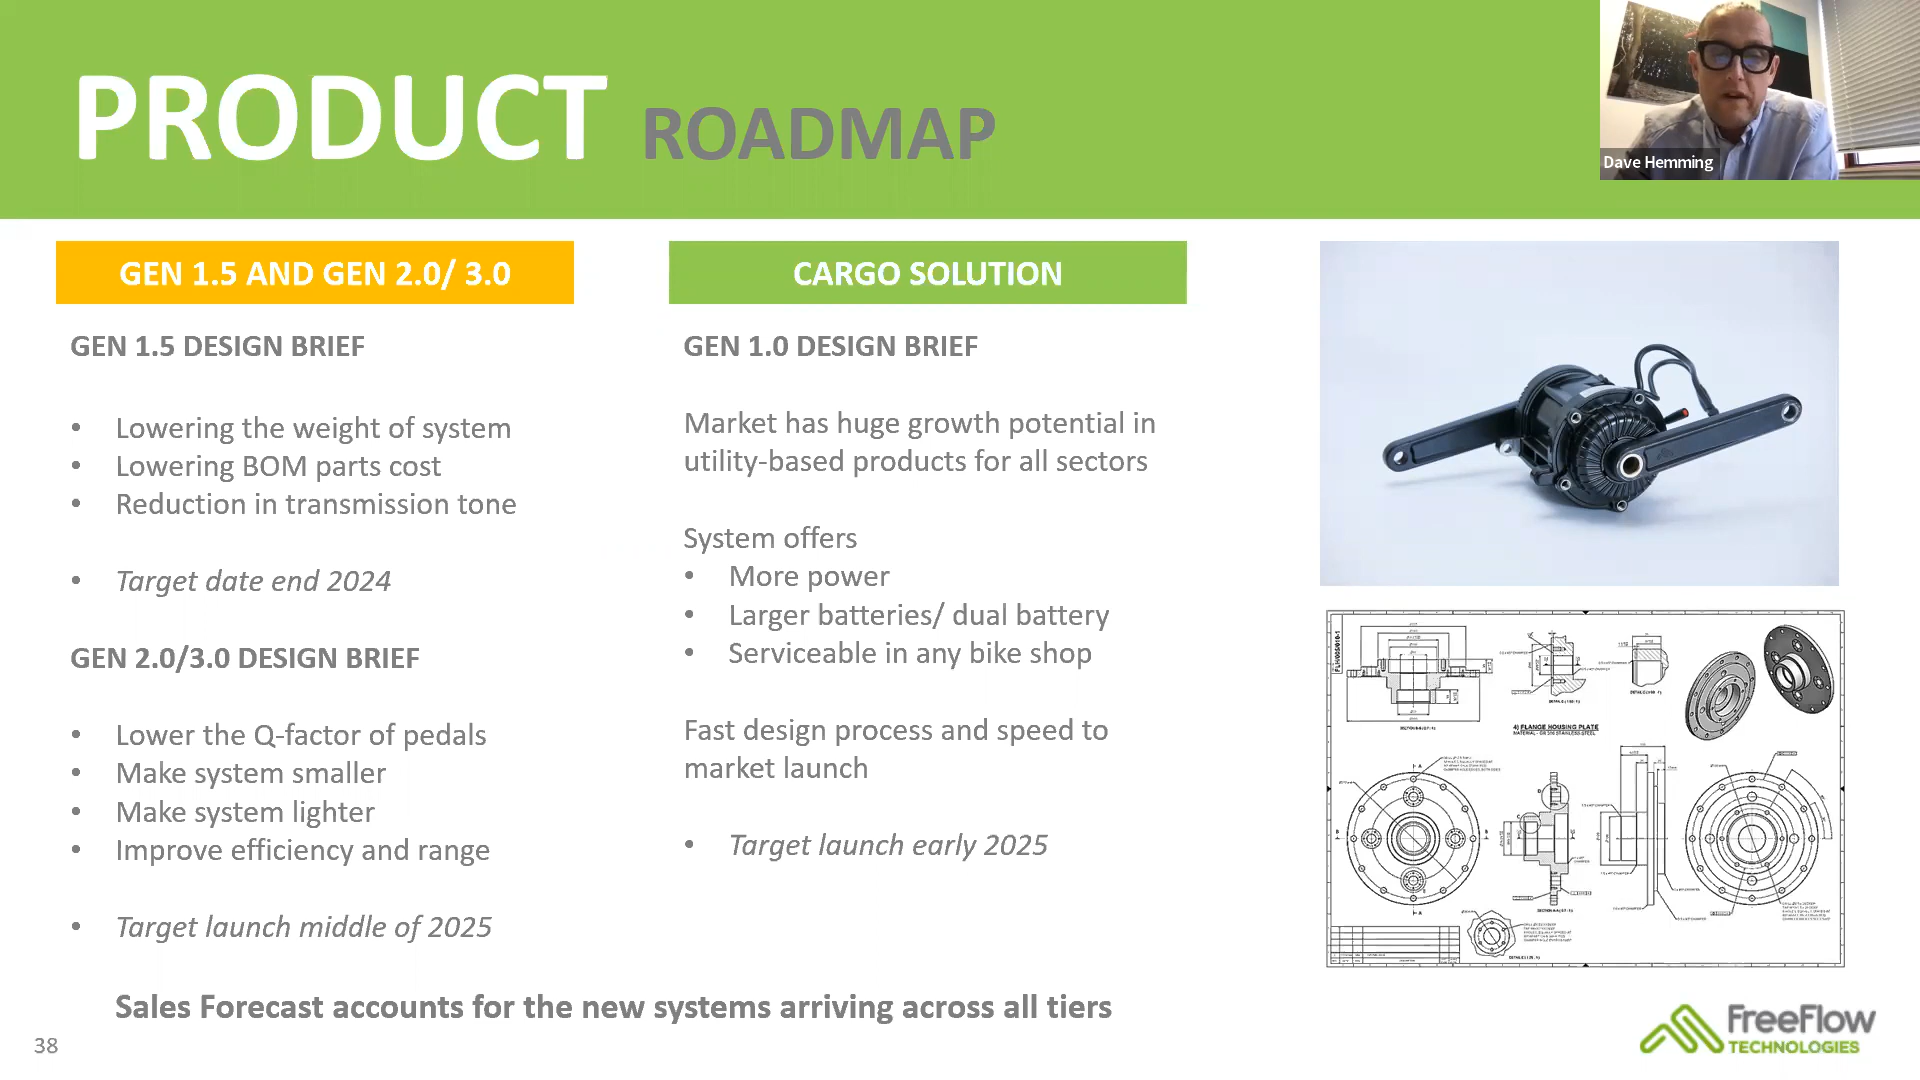 PRODUCT ROADMAP
Dave Hemming
GEN 1.5 AND GEN 2.0/ 3.0
GEN 1.5 DESIGN BRIEF
• Lowering the weight of system
• Lowering BOM parts cost
• Reduction in transmission tone
• Target date end 2024
GEN 2.0/3.0 DESIGN BRIEF
• Lower the Q-factor of pedals
• Make system smaller
• Make system lighter
• Improve efficiency and range
• Target launch middle of 2025
CARGO SOLUTION
GEN 1.0 DESIGN BRIEF
Market has huge growth potential in
utility-based products for all sectors
System offers
• More power
• Larger batteries/ dual battery
• Serviceable in any bike shop
Fast design process and speed to
market launch
• Target launch early 2025
4) FLANGE HOUSING PLATE
Sales Forecast accounts for the new systems arriving across all tiers
38
FreeFlow
TECHNOLOGIES